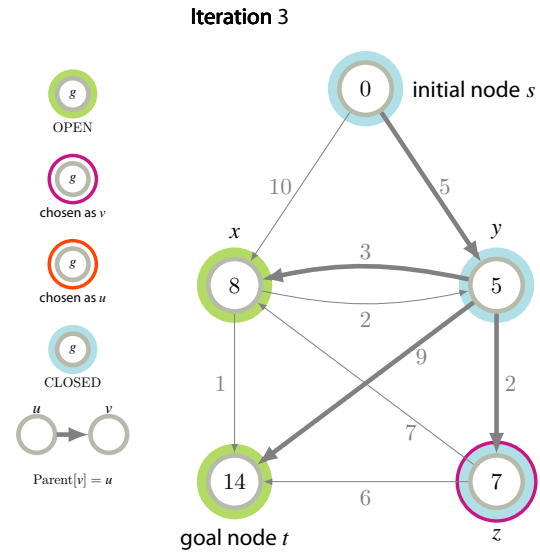 Iteration 3
g
OPEN
g
chosen as v
g
chosen as u
g
CLOSED
u v
Parent[v] = u
0 initial node s
10 5
x y
3
8 5
2
9
1 2
7
14 7
6
goal node t z